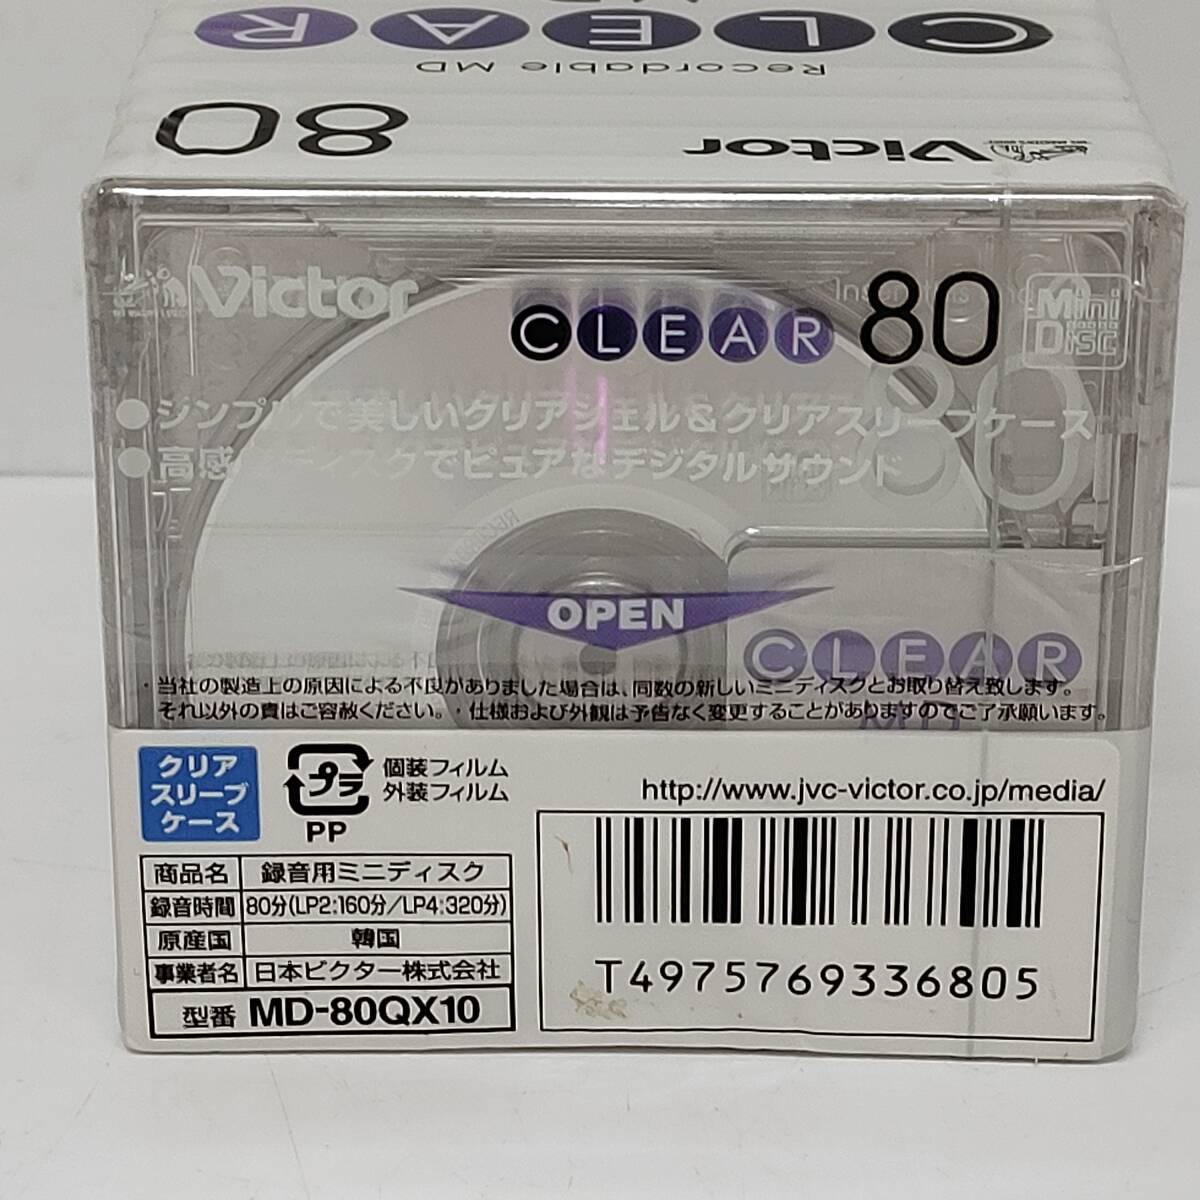 CLEAR
Recordable MD
80 Victor
Victor
CLEAR 80
Mini Disc
●シンプルで美しいクリアシェル&クリアスリーブケース
●高感度ディスクでピュアなデジタルサウンド
80
OPEN
CLEAR
MD
・当社の製造上の原因による不良がありました場合は、同数の新しいミニディスクとお取り替え致します。
それ以外の責はご容赦ください。・仕様および外観は予告なく変更することがありますのでご了承願います。
クリア
スリーブ
ケース
プラ
PP
個装フィルム
外装フィルム
http://www.jvc-victor.co.jp/media/
商品名 録音用ミニディスク
録音時間 80分(LP2:160分/LP4:320分)
原産国 韓国
事業者名 日本ビクター株式会社
型番 MD-80QX10
T4975769336805